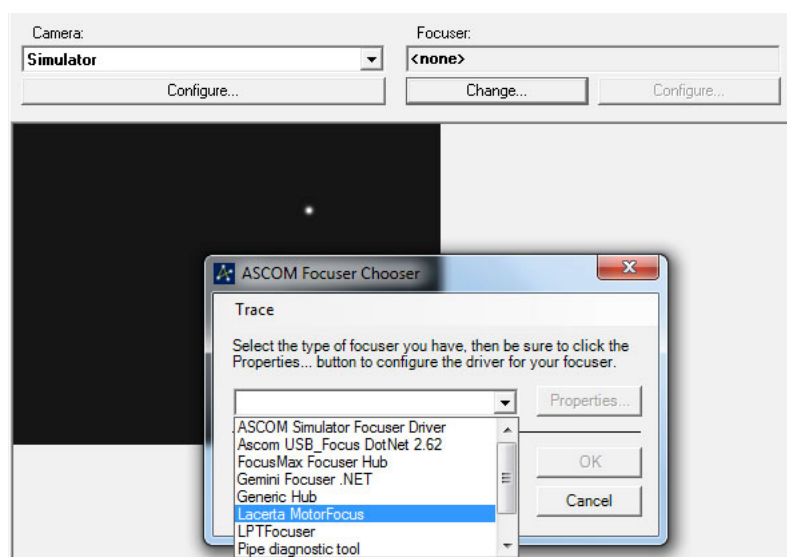 Camera:
Focuser:
Simulator
<none>
Configure...
Change...
Configure...
ASCOM Focuser Chooser
Trace
Select the type of focuser you have, then be sure to click the
Properties... button to configure the driver for your focuser.
Properties...
ASCOM Simulator Focuser Driver
Ascom USB_Focus DotNet 2.62
FocusMax Focuser Hub
Gemini Focuser .NET
Generic Hub
Lacerta MotorFocus
LPTFocuser
Pipe diagnostic tool
OK
Cancel